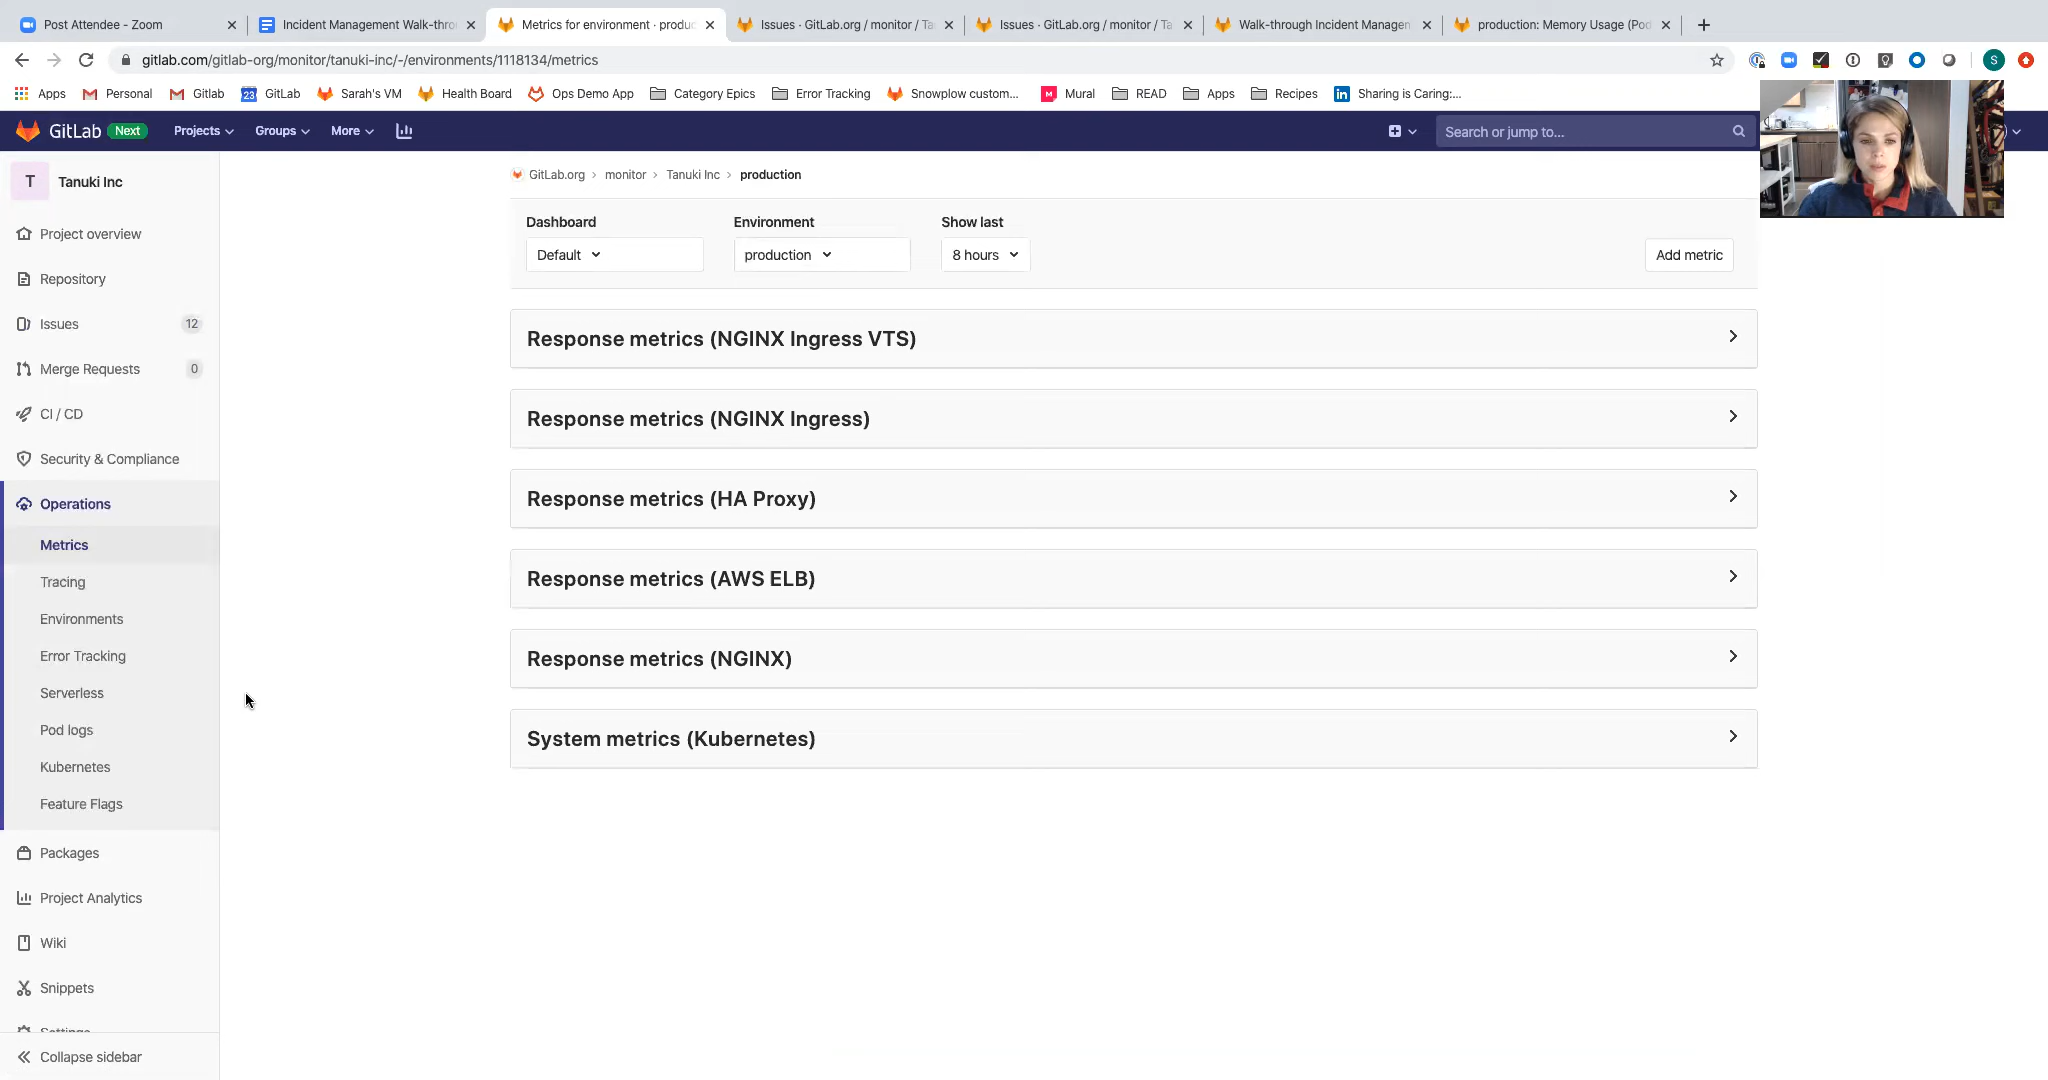 Post Attendee - Zoom
Incident Management Walk-thro
Metrics for environment · produc
Issues · GitLab.org / monitor / Ta
Issues · GitLab.org / monitor / Ta
Walk-through Incident Managen
production: Memory Usage (Pod
gitlab.com/gitlab-org/monitor/tanuki-inc/-/environments/1118134/metrics
S
Apps
Personal
Gitlab
23
GitLab
Sarah's VM
Health Board
Ops Demo App
Category Epics
Error Tracking
Snowplow custom...
M
Mural
READ
Apps
Recipes
in
Sharing is Caring:...
GitLab
Next
Projects
Groups
More
Search or jump to...
T
Tanuki Inc
Project overview
Repository
Issues
12
Merge Requests
0
CI / CD
Security & Compliance
Operations
Metrics
Tracing
Environments
Error Tracking
Serverless
Pod logs
Kubernetes
Feature Flags
Packages
Project Analytics
Wiki
Snippets
Settings
Collapse sidebar
GitLab.org > monitor > Tanuki Inc > production
Dashboard
Default
Environment
production
Show last
8 hours
Add metric
Response metrics (NGINX Ingress VTS)
Response metrics (NGINX Ingress)
Response metrics (HA Proxy)
Response metrics (AWS ELB)
Response metrics (NGINX)
System metrics (Kubernetes)